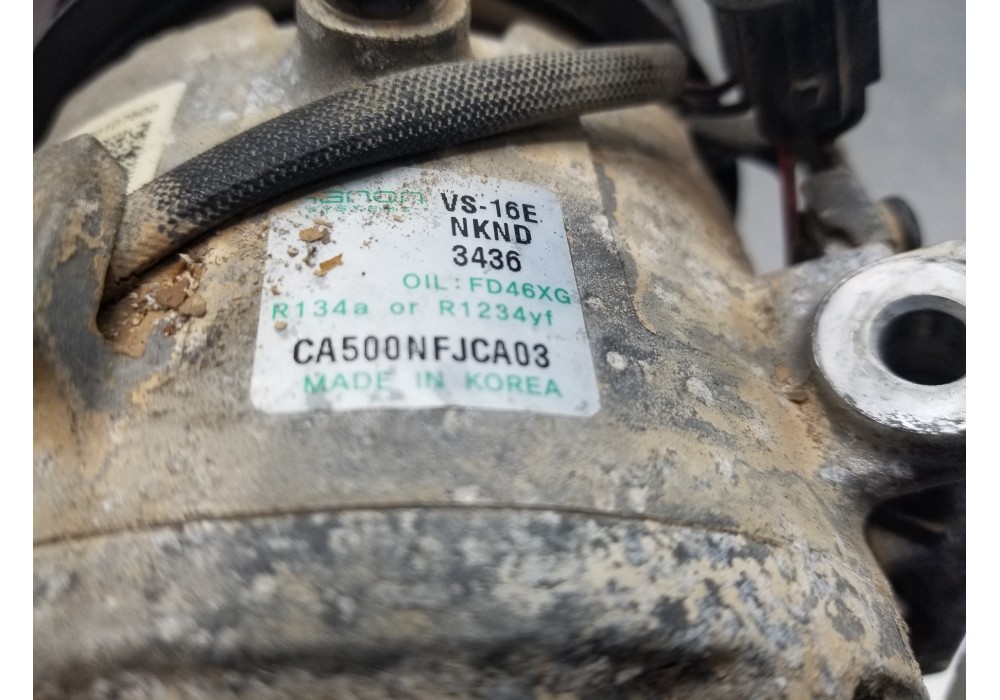 VS-16E
NKND
3436
OIL:FD46XG
R134a or R1234yf
CA500NFJCA03
MADE IN KOREA